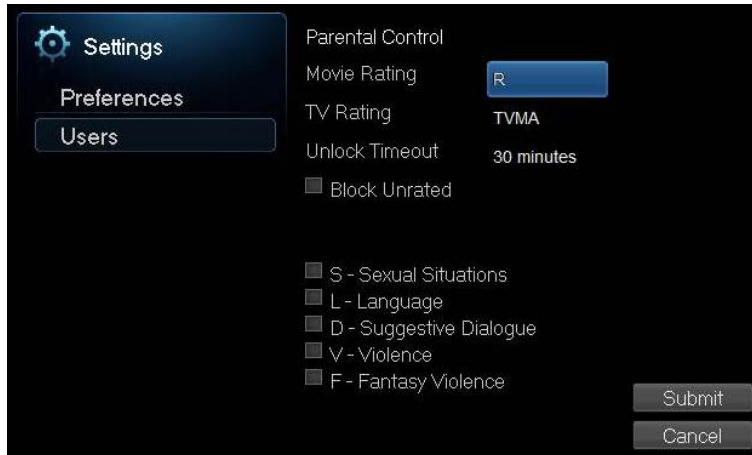 Settings
Preferences
Users
Parental Control
Movie Rating R
TV Rating TVMA
Unlock Timeout 30 minutes
Block Unrated
S - Sexual Situations
L - Language
D - Suggestive Dialogue
V - Violence
F - Fantasy Violence
Submit
Cancel